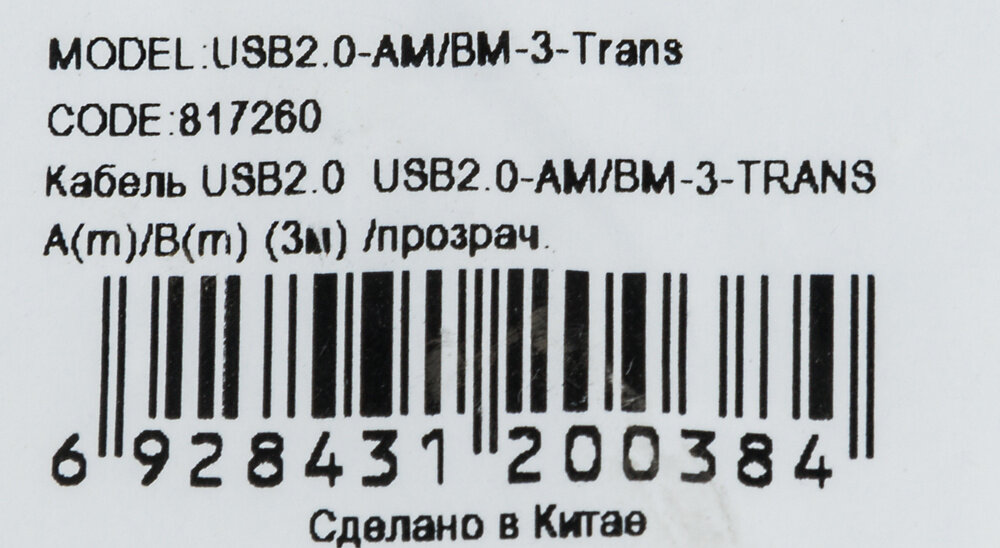 MODEL:USB2.0-AM/BM-3-Trans
CODE:817260
Кабель USB2.0 USB2.0-AM/BM-3-TRANS
A(m)/B(m) (3м) /прозрач.
6 928431 200384
Сделано в Китае